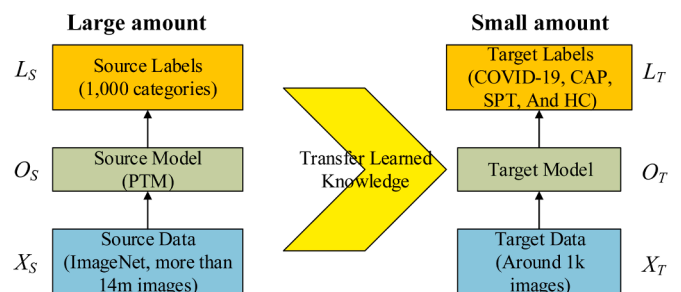 Large amount
Small amount
L_S
Source Labels
(1,000 categories)
Target Labels
(COVID-19, CAP,
SPT, And HC)
L_T
O_S
Source Model
(PTM)
Transfer Learned
Knowledge
Target Model
O_T
X_S
Source Data
(ImageNet, more than
14m images)
Target Data
(Around 1k
images)
X_T